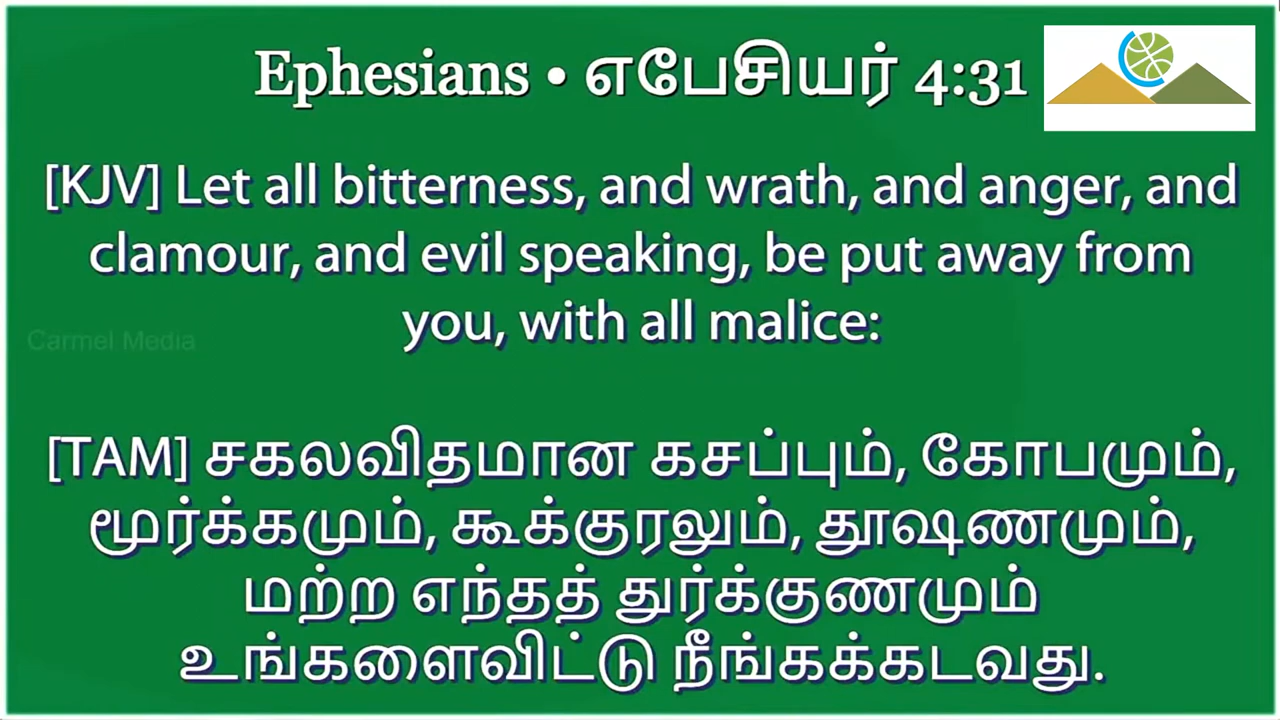 Ephesians • எபேசியர் 4:31
[KJV] Let all bitterness, and wrath, and anger, and
clamour, and evil speaking, be put away from
you, with all malice:
Carmel Media
[TAM] சகலவிதமான கசப்பும், கோபமும்,
மூர்க்கமும், கூக்குரலும், தூஷணமும்,
மற்ற எந்தத் துர்க்குணமும்
உங்களைவிட்டு நீங்கக்கடவது.